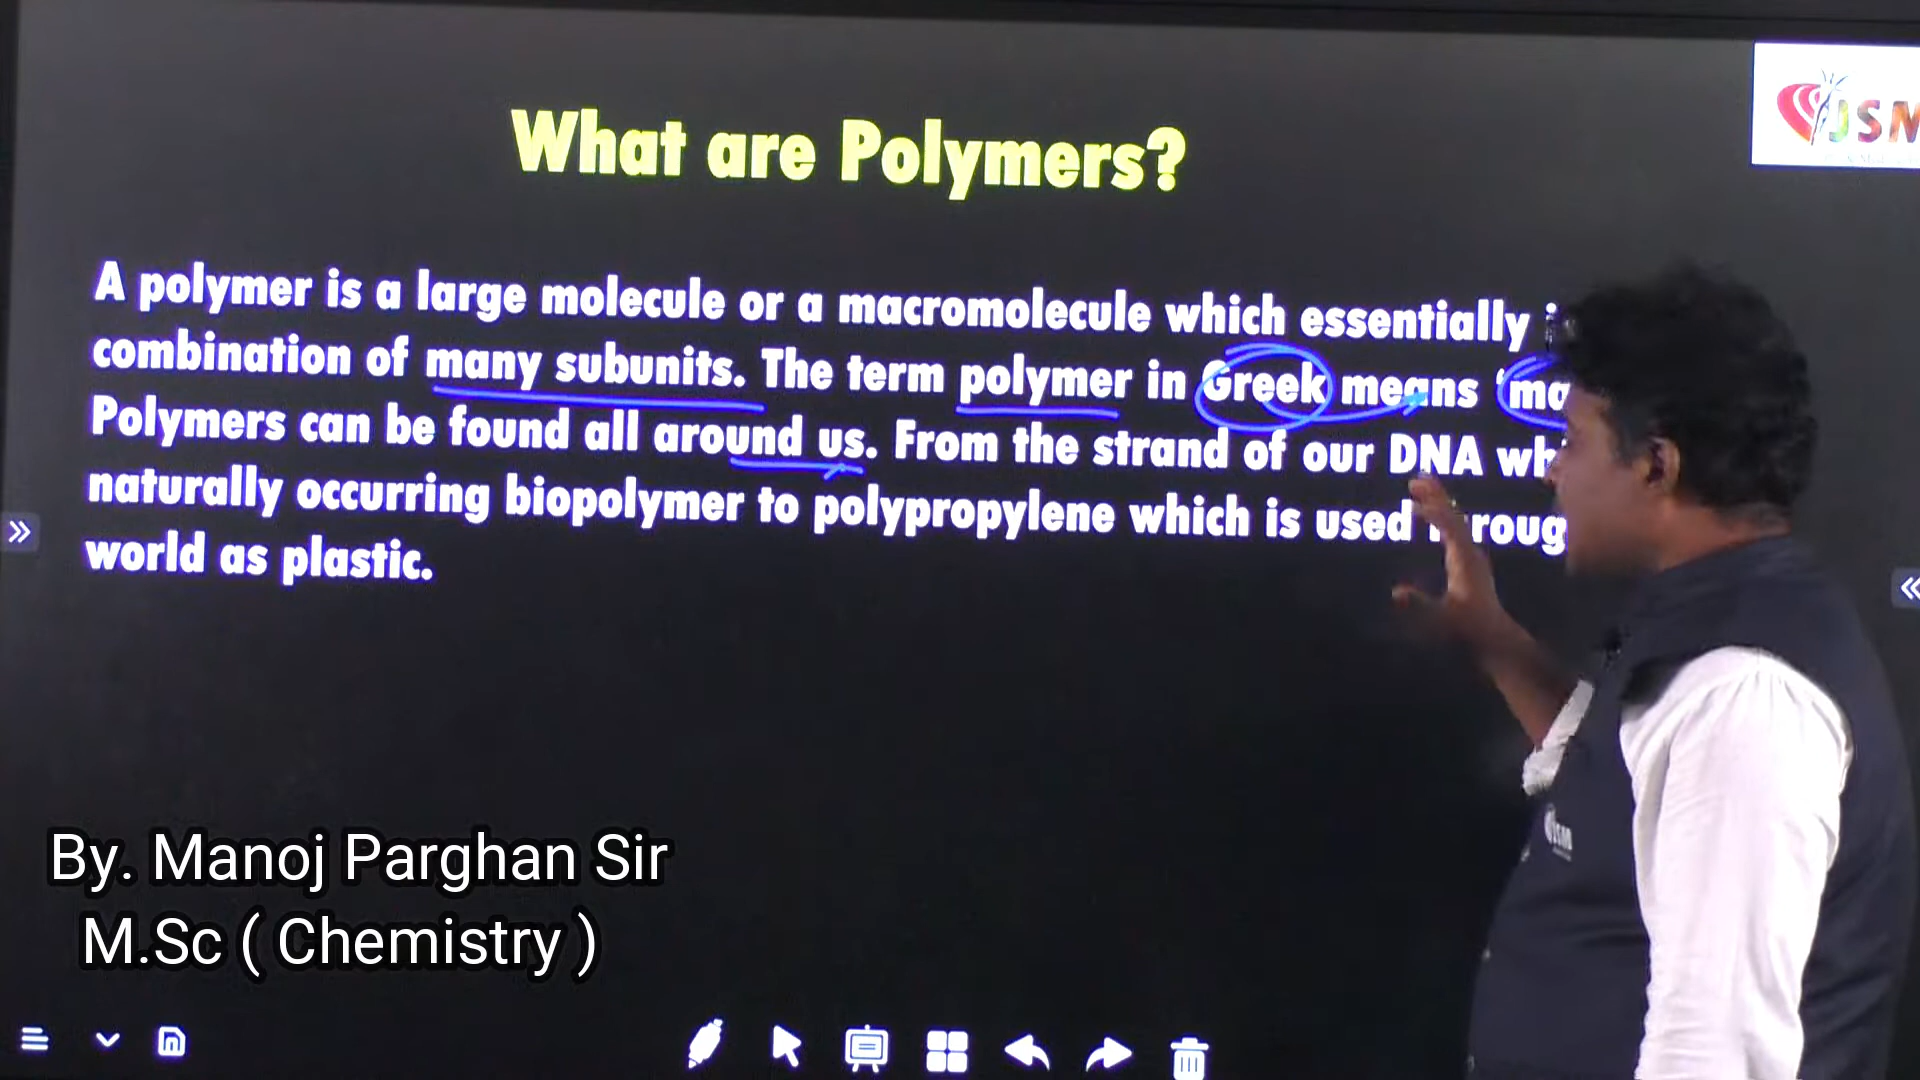 What are Polymers?
JSM
A polymer is a large molecule or a macromolecule which essentially
combination of many subunits. The term polymer in Greek means
Polymers can be found all around us. From the strand of our DNA
naturally occurring biopolymer to polypropylene which is used
world as plastic.
By. Manoj Parghan Sir
M.Sc ( Chemistry )